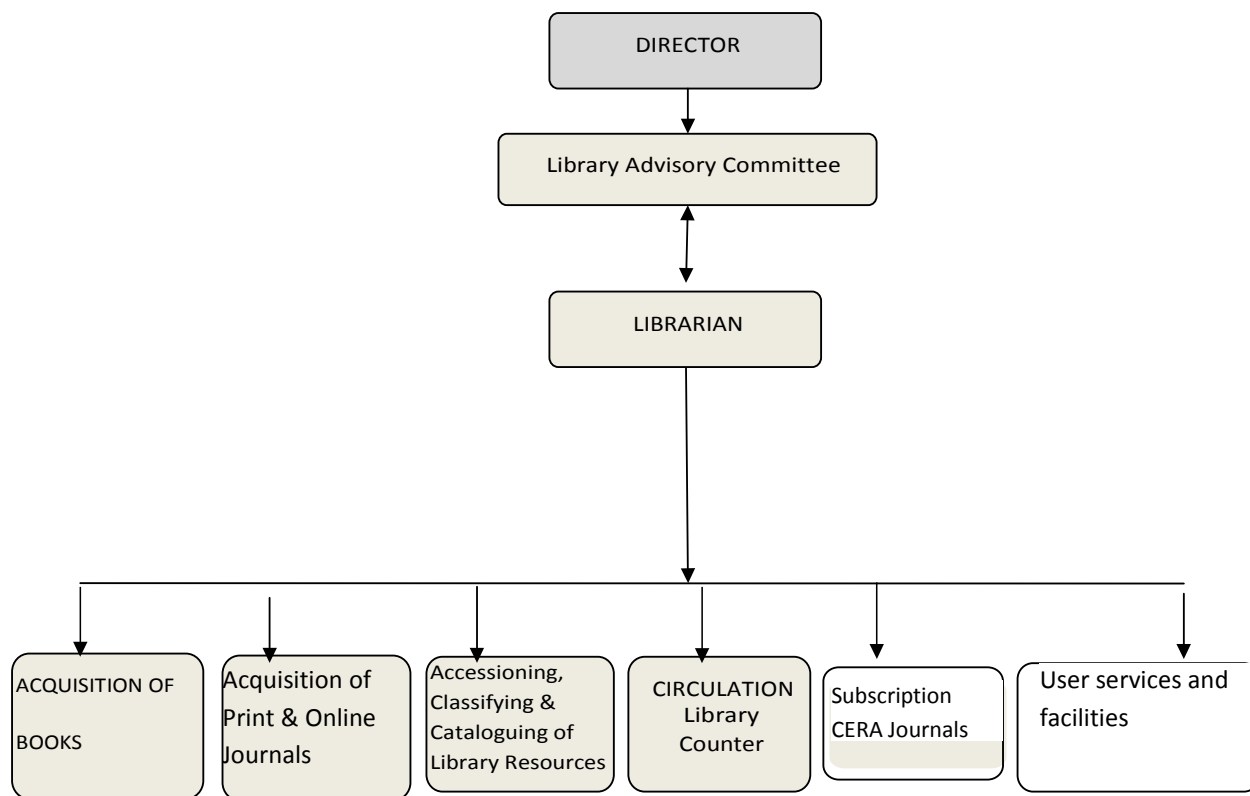 DIRECTOR
Library Advisory Committee
LIBRARIAN
ACQUISITION OF
BOOKS
Acquisition of
Print & Online
Journals
Accessioning,
Classifying &
Cataloguing of
Library Resources
CIRCULATION
Library
Counter
Subscription
CERA Journals
User services and
facilities